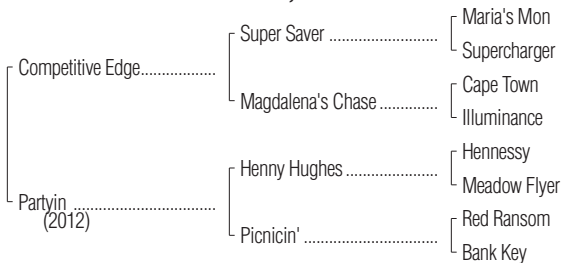 Maria's Mon
Super Saver ..........................
Supercharger
Competitive Edge..................
Cape Town
Magdalena's Chase ..............
Illuminance
Hennessy
Henny Hughes ......................
Meadow Flyer
Partyin ..................................
(2012)
Red Ransom
Picnicin' ................................
Bank Key